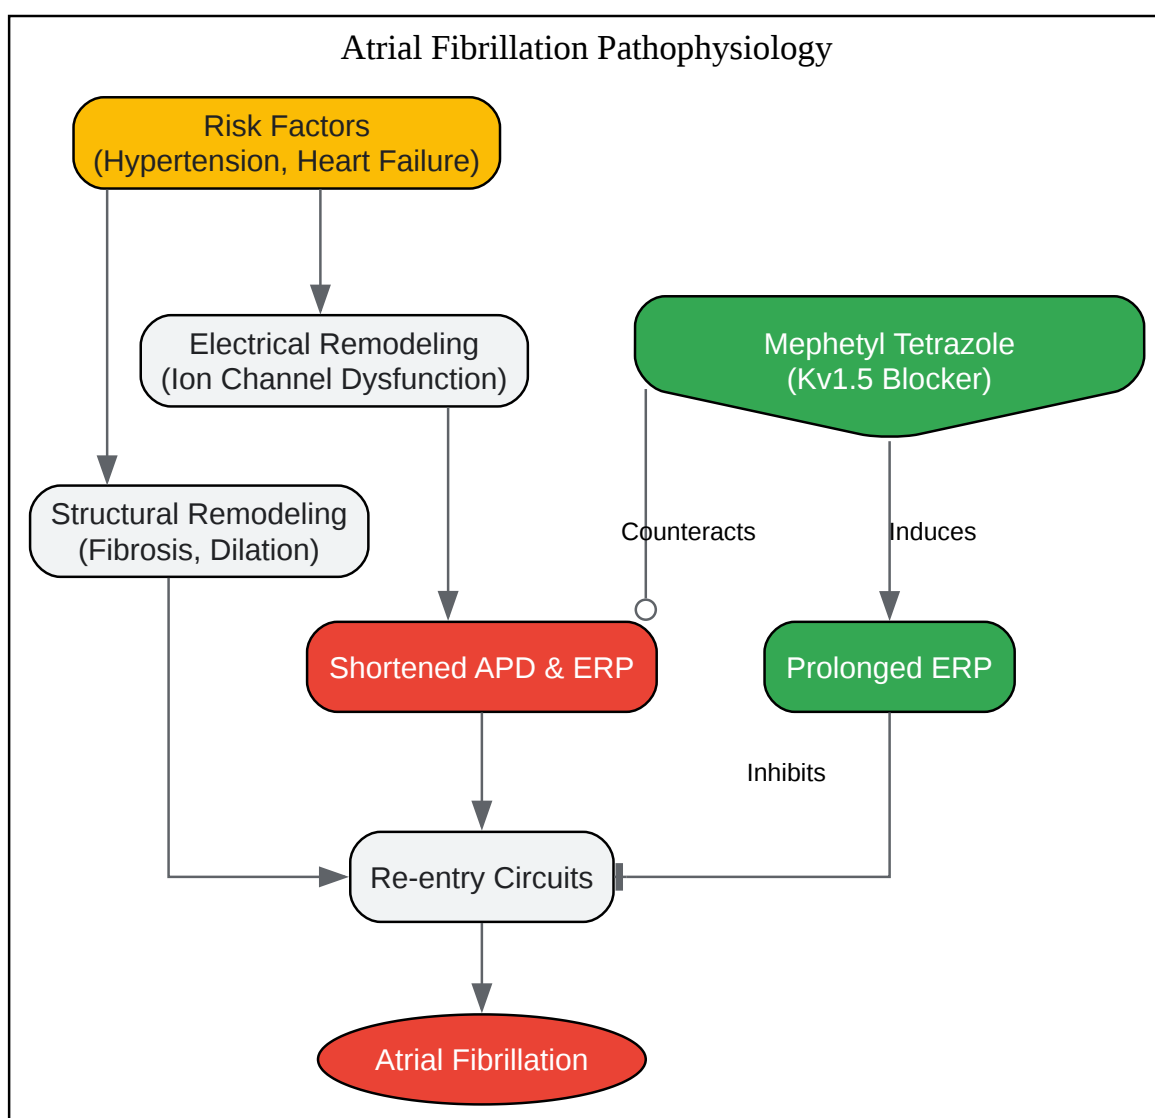 Atrial Fibrillation Pathophysiology
Risk Factors
(Hypertension, Heart Failure)
Electrical Remodeling
(Ion Channel Dysfunction)
Mephetyl Tetrazole
(Kv1.5 Blocker)
Structural Remodeling
(Fibrosis, Dilation)
Counteracts
Induces
Shortened APD & ERP
Prolonged ERP
Inhibits
Re-entry Circuits
Atrial Fibrillation